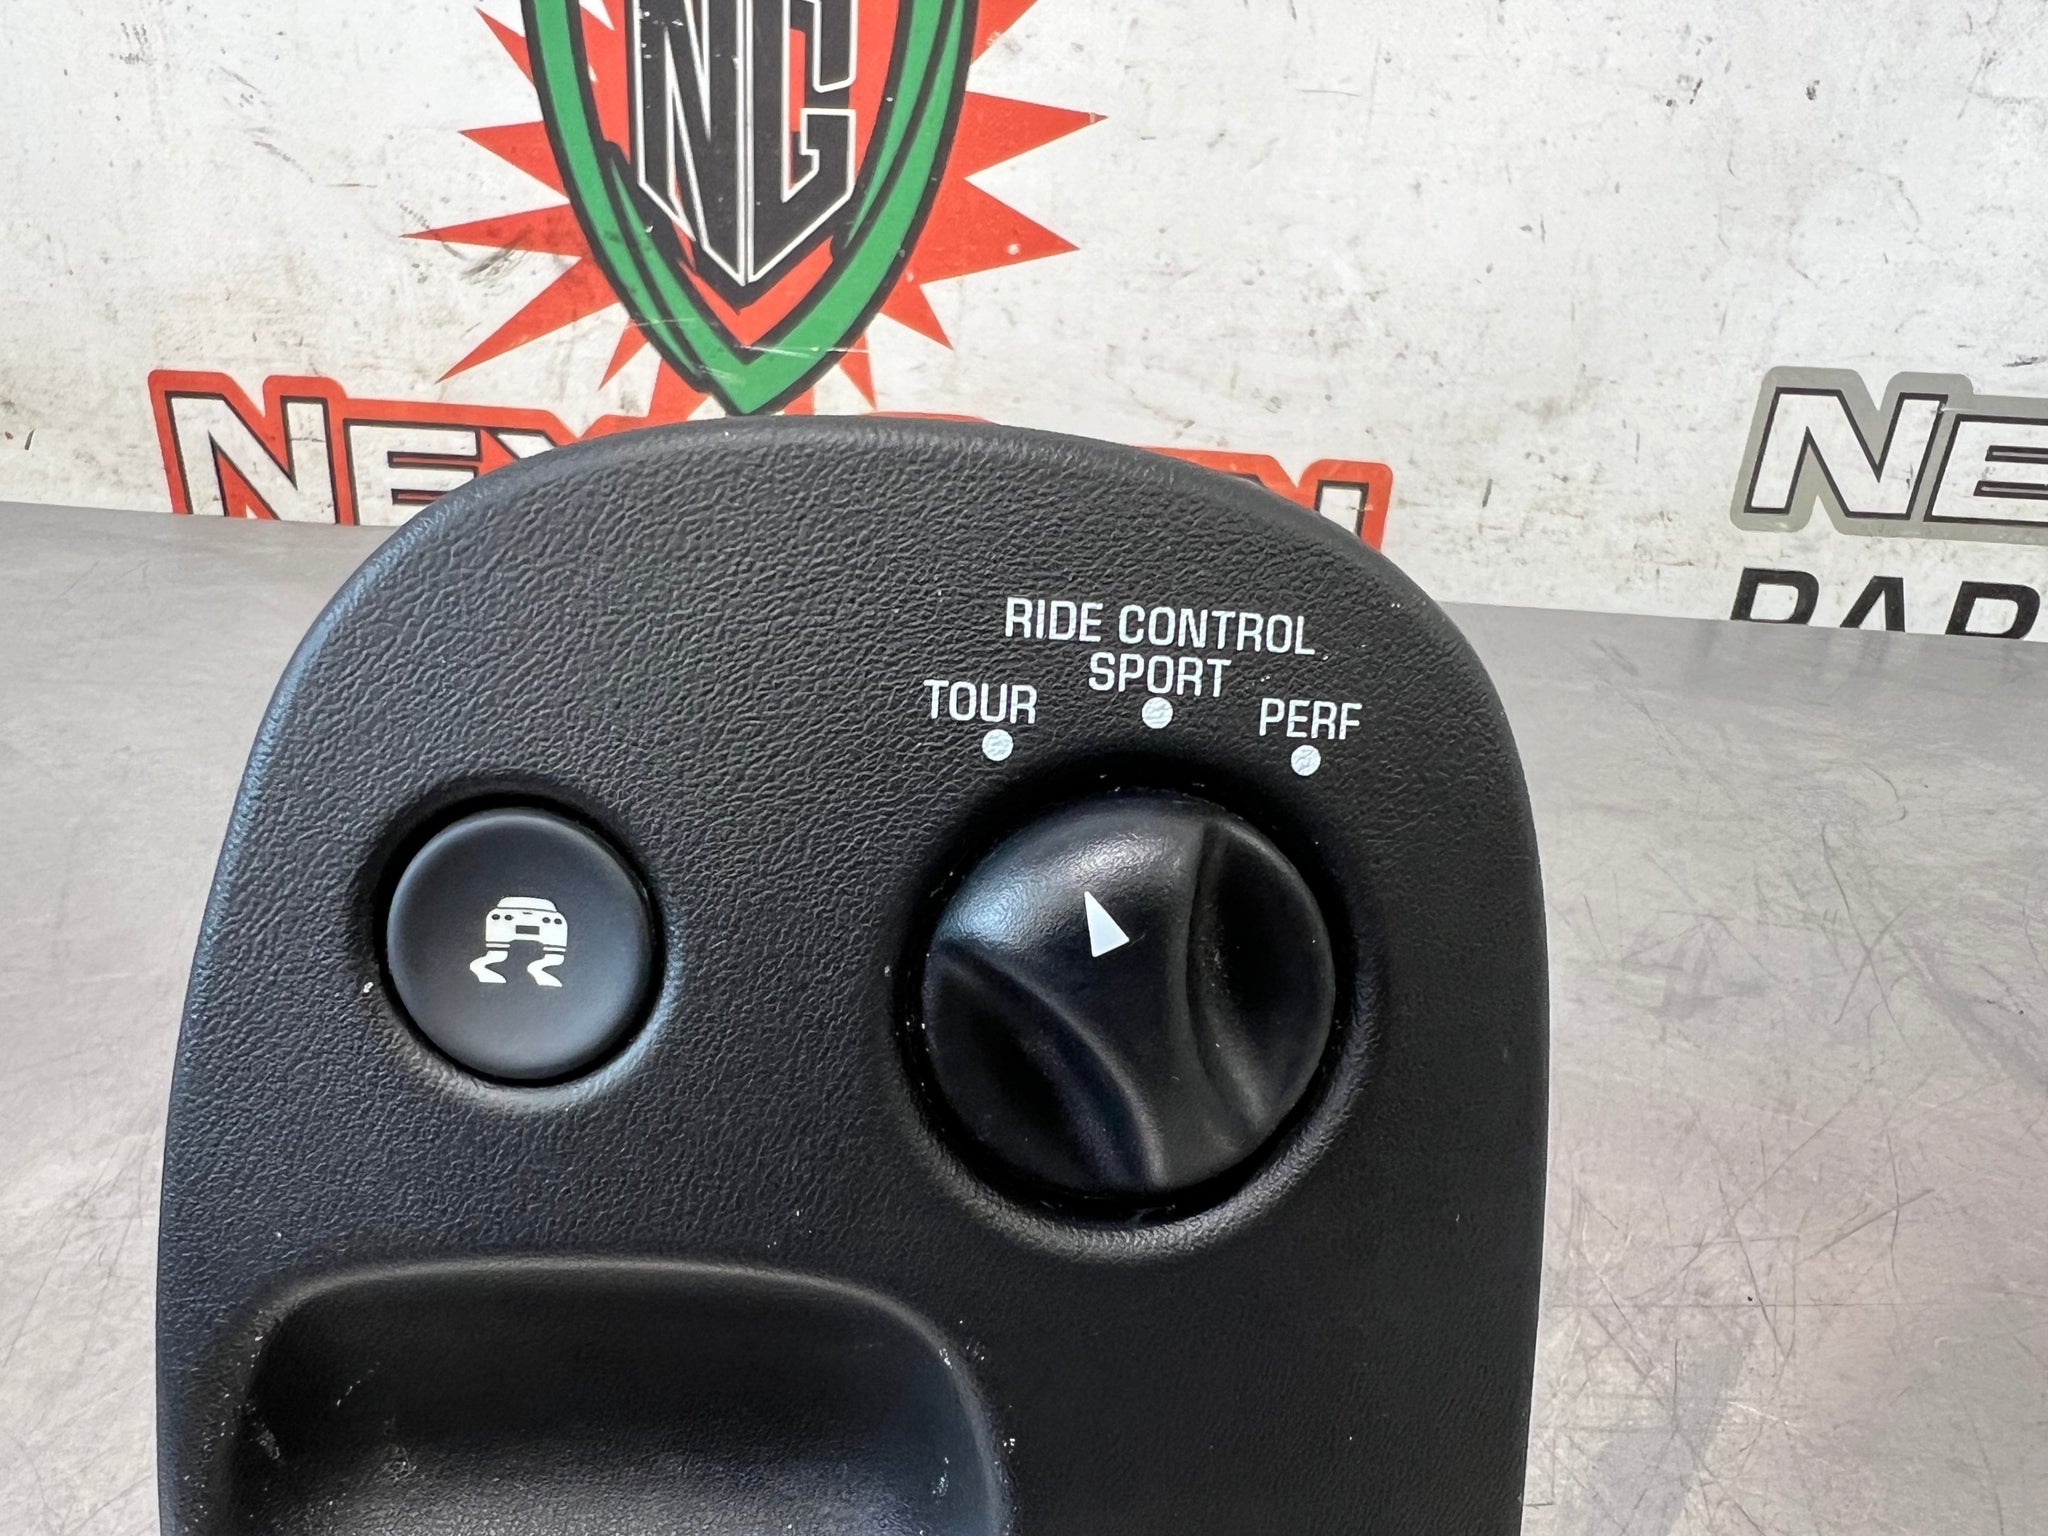 NG
RIDE CONTROL
SPORT
TOUR
PERF